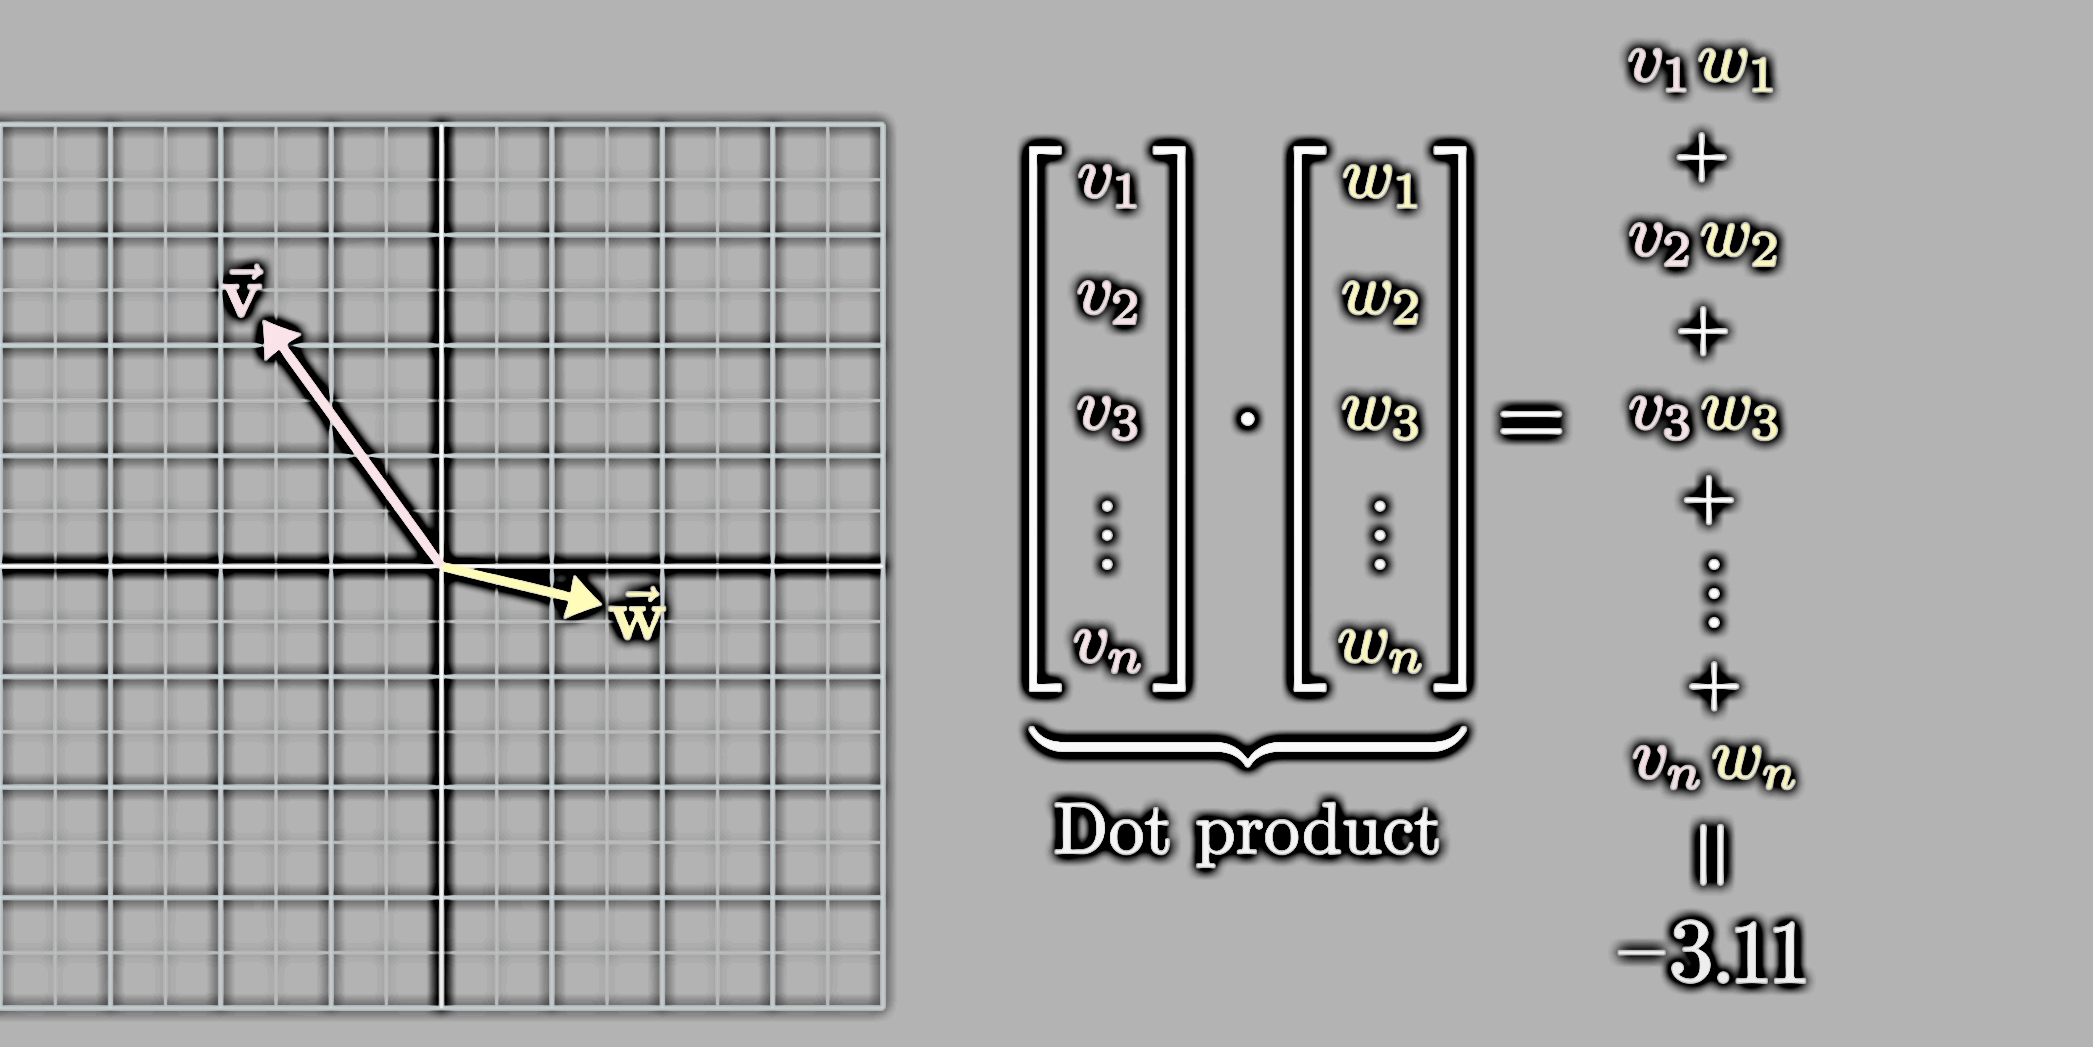 v⃗
w⃗
[v₁ v₂ v₃ ⋮ vₙ] · [w₁ w₂ w₃ ⋮ wₙ] =
Dot product
v₁w₁
+
v₂w₂
+
v₃w₃
+
⋮
+
vₙwₙ
=
−3.11